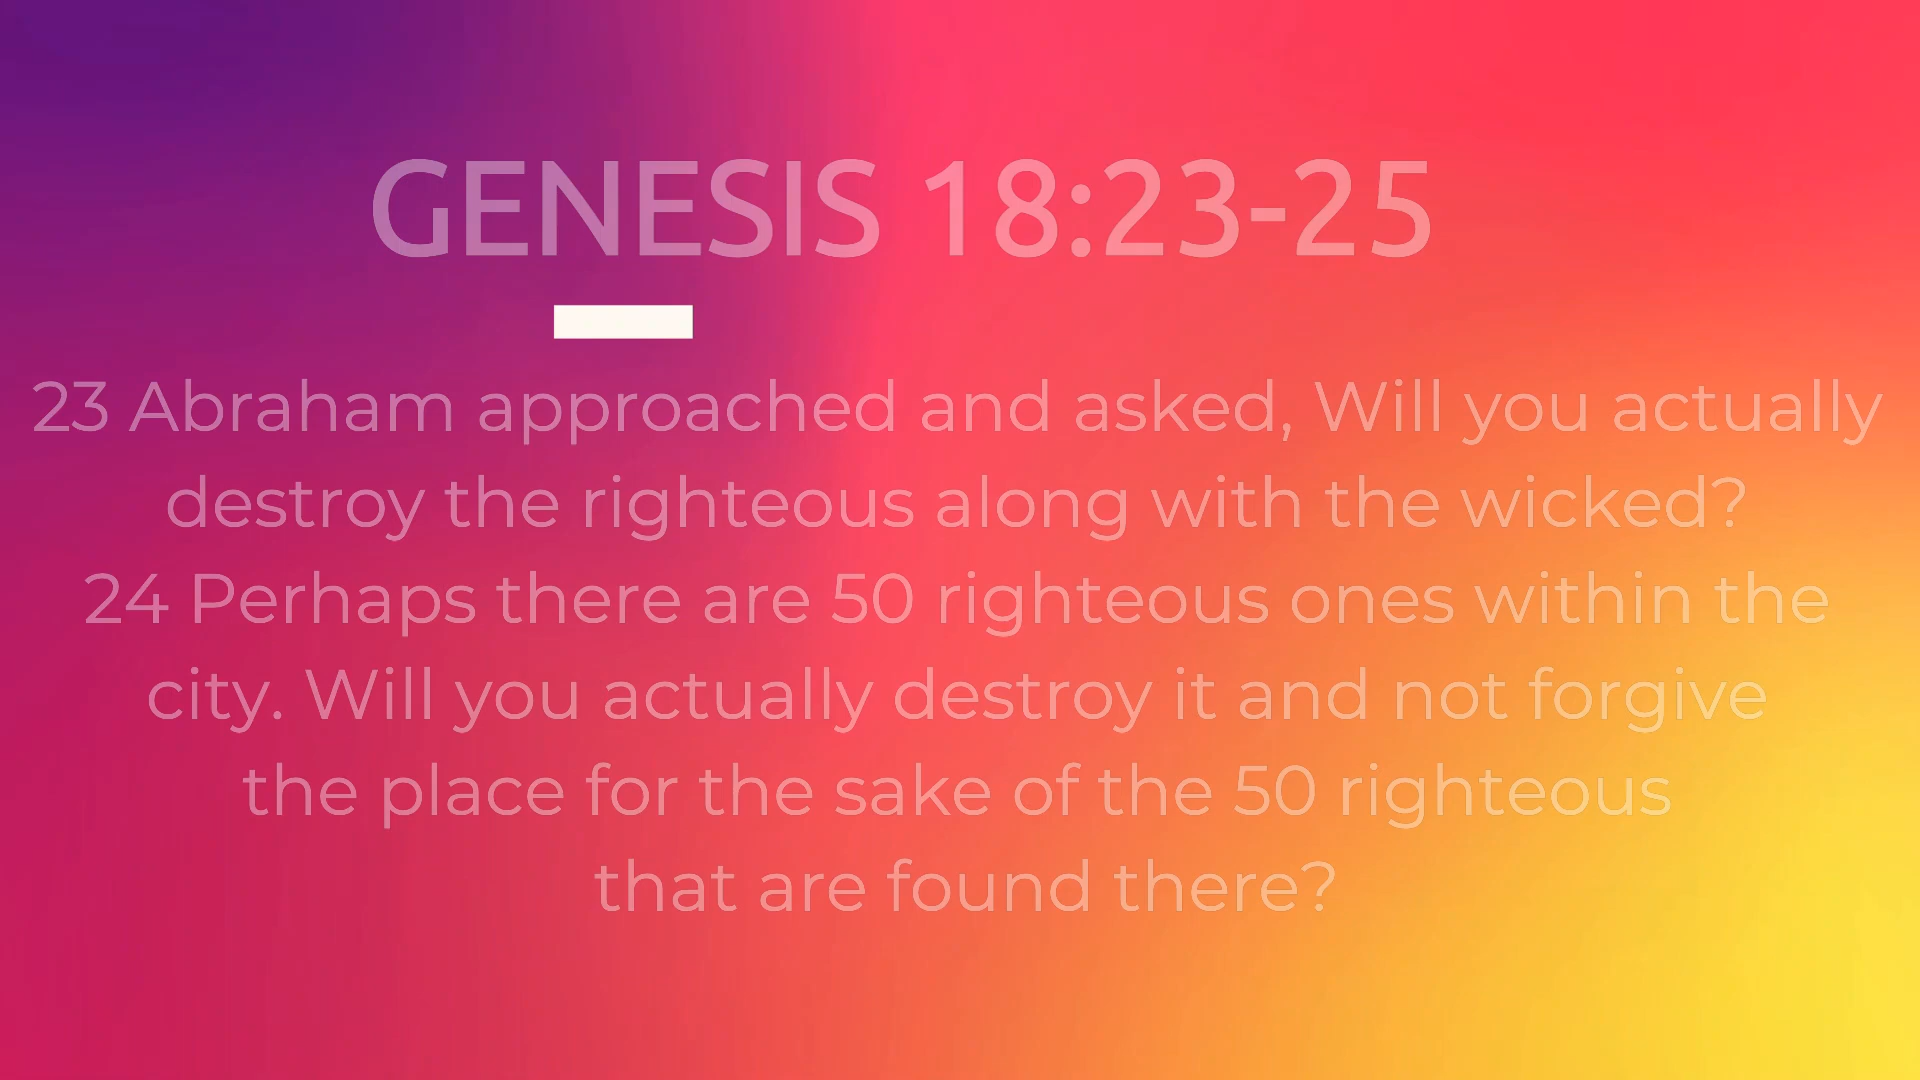 GENESIS 18:23-25
23 Abraham approached and asked, Will you actually
destroy the righteous along with the wicked?
24 Perhaps there are 50 righteous ones within the
city. Will you actually destroy it and not forgive
the place for the sake of the 50 righteous
that are found there?